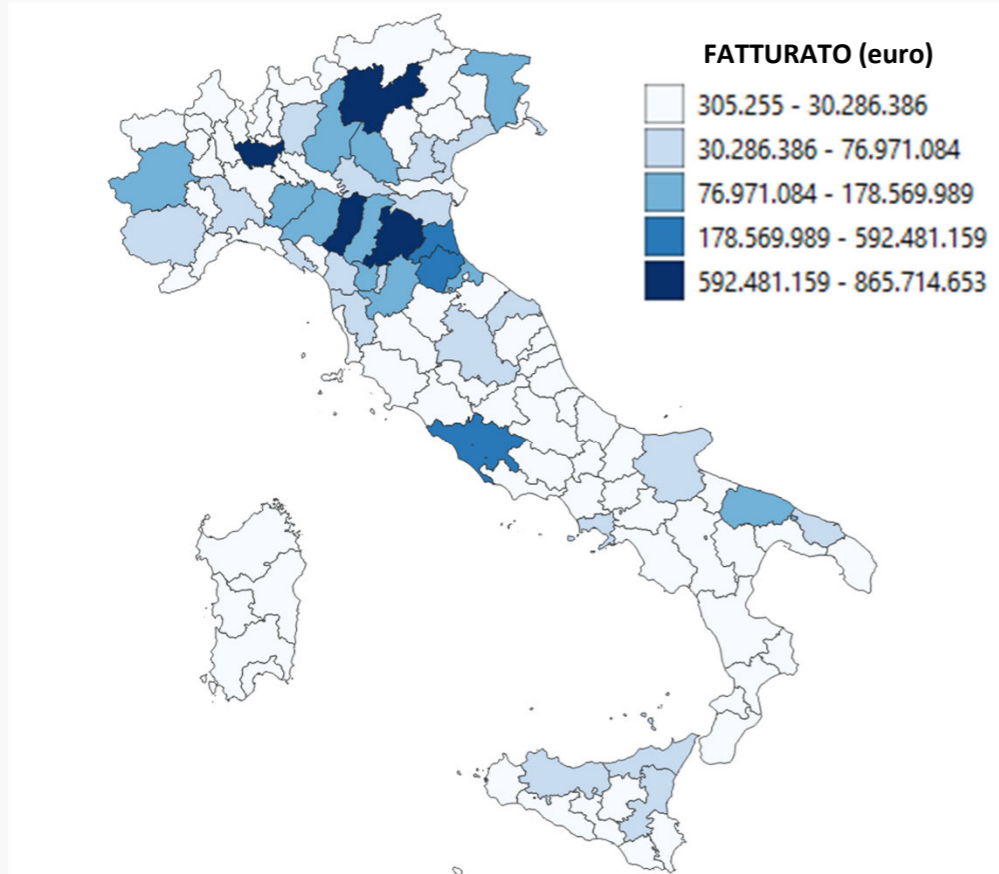 FATTURATO (euro)
305.255 - 30.286.386
30.286.386 - 76.971.084
76.971.084 - 178.569.989
178.569.989 - 592.481.159
592.481.159 - 865.714.653